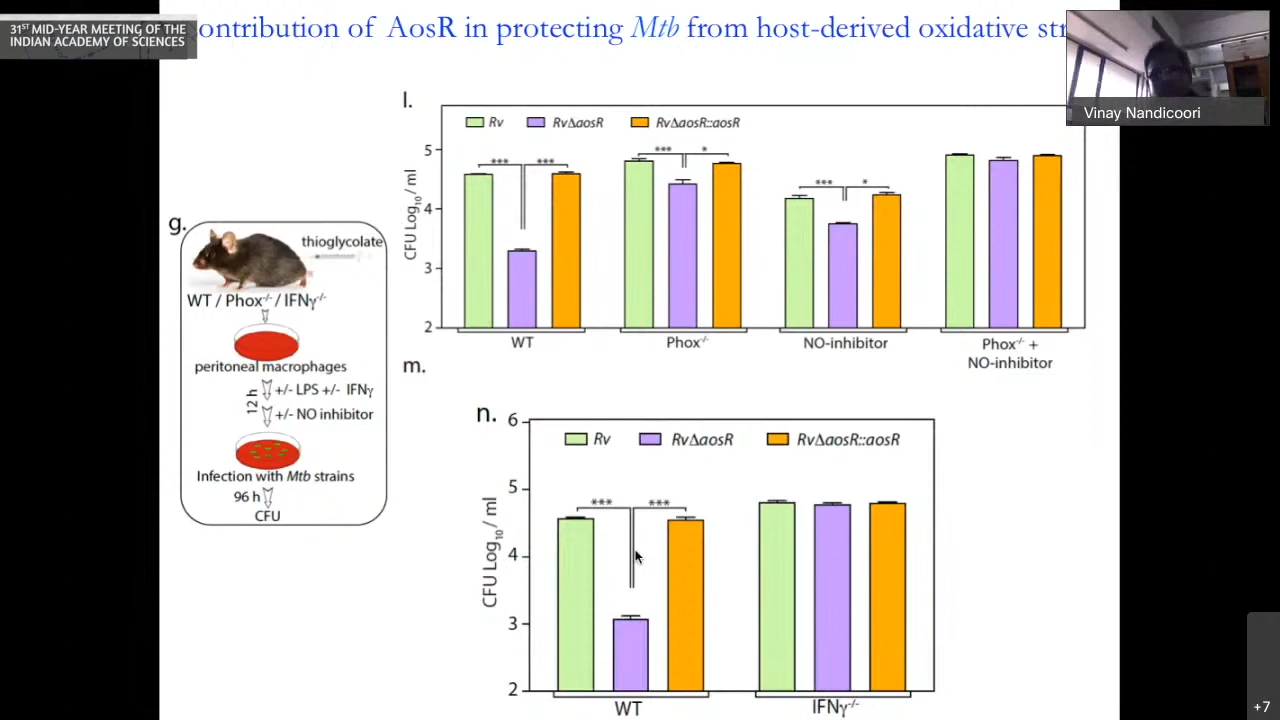 31ST MID-YEAR MEETING OF THE
INDIAN ACADEMY OF SCIENCES
ontribution of AosR in protecting Mtb from host-derived oxidative str
Vinay Nandicoori
g.
thioglycolate
WT / Phox-/-/ IFNγ-/-
peritoneal macrophages
12 h
+/- LPS +/- IFNγ
+/- NO inhibitor
Infection with Mtb strains
96 h
CFU
l.
Rv RvΔaosR RvΔaosR::aosR
CFU Log10/ ml
5
4
3
2
*** ***
*** *
*** *
WT
Phox-/-
NO-inhibitor
Phox-/- +
NO-inhibitor
m.
n.
Rv RvΔaosR RvΔaosR::aosR
CFU Log10/ ml
6
5
4
3
2
*** ***
WT
IFNγ-/-
+7